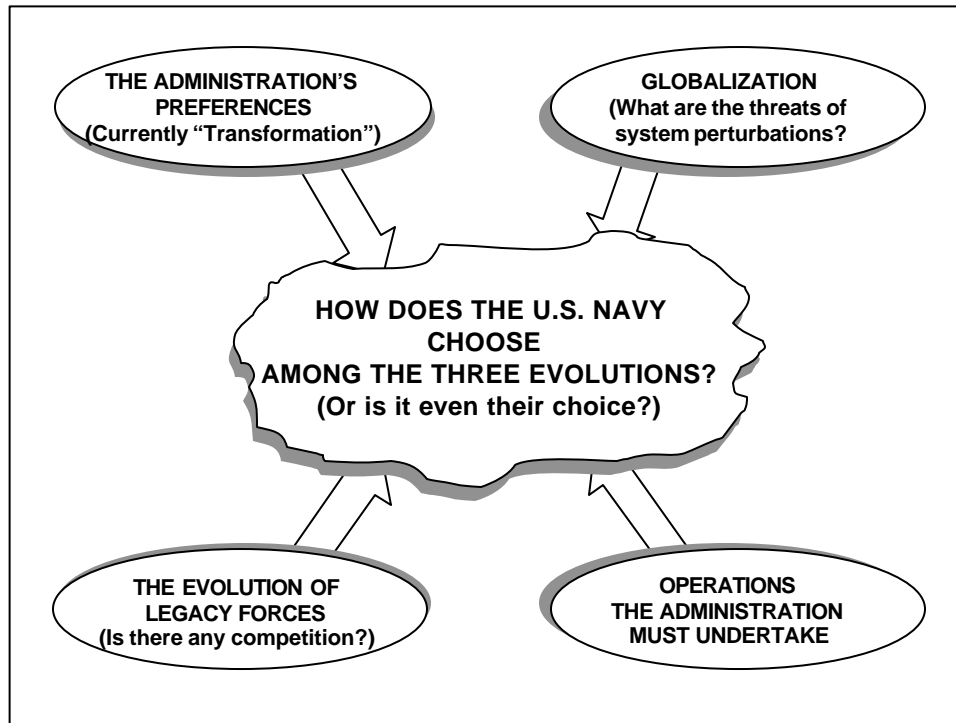 THE ADMINISTRATION'S
PREFERENCES
(Currently “Transformation”)
GLOBALIZATION
(What are the threats of
system perturbations?
HOW DOES THE U.S. NAVY
CHOOSE
AMONG THE THREE EVOLUTIONS?
(Or is it even their choice?)
THE EVOLUTION OF
LEGACY FORCES
(Is there any competition?)
OPERATIONS
THE ADMINISTRATION
MUST UNDERTAKE